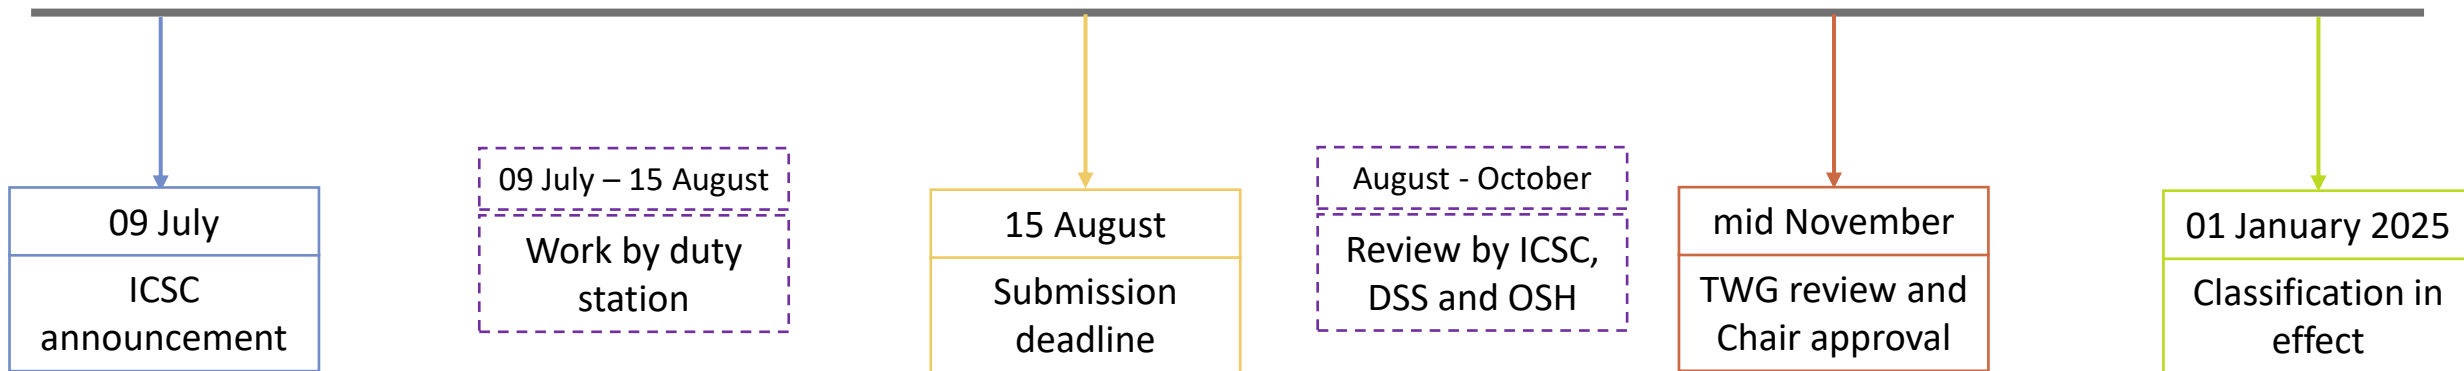 09 July
ICSC
announcement
09 July – 15 August
Work by duty
station
15 August
Submission
deadline
August - October
Review by ICSC,
DSS and OSH
mid November
TWG review and
Chair approval
01 January 2025
Classification in
effect